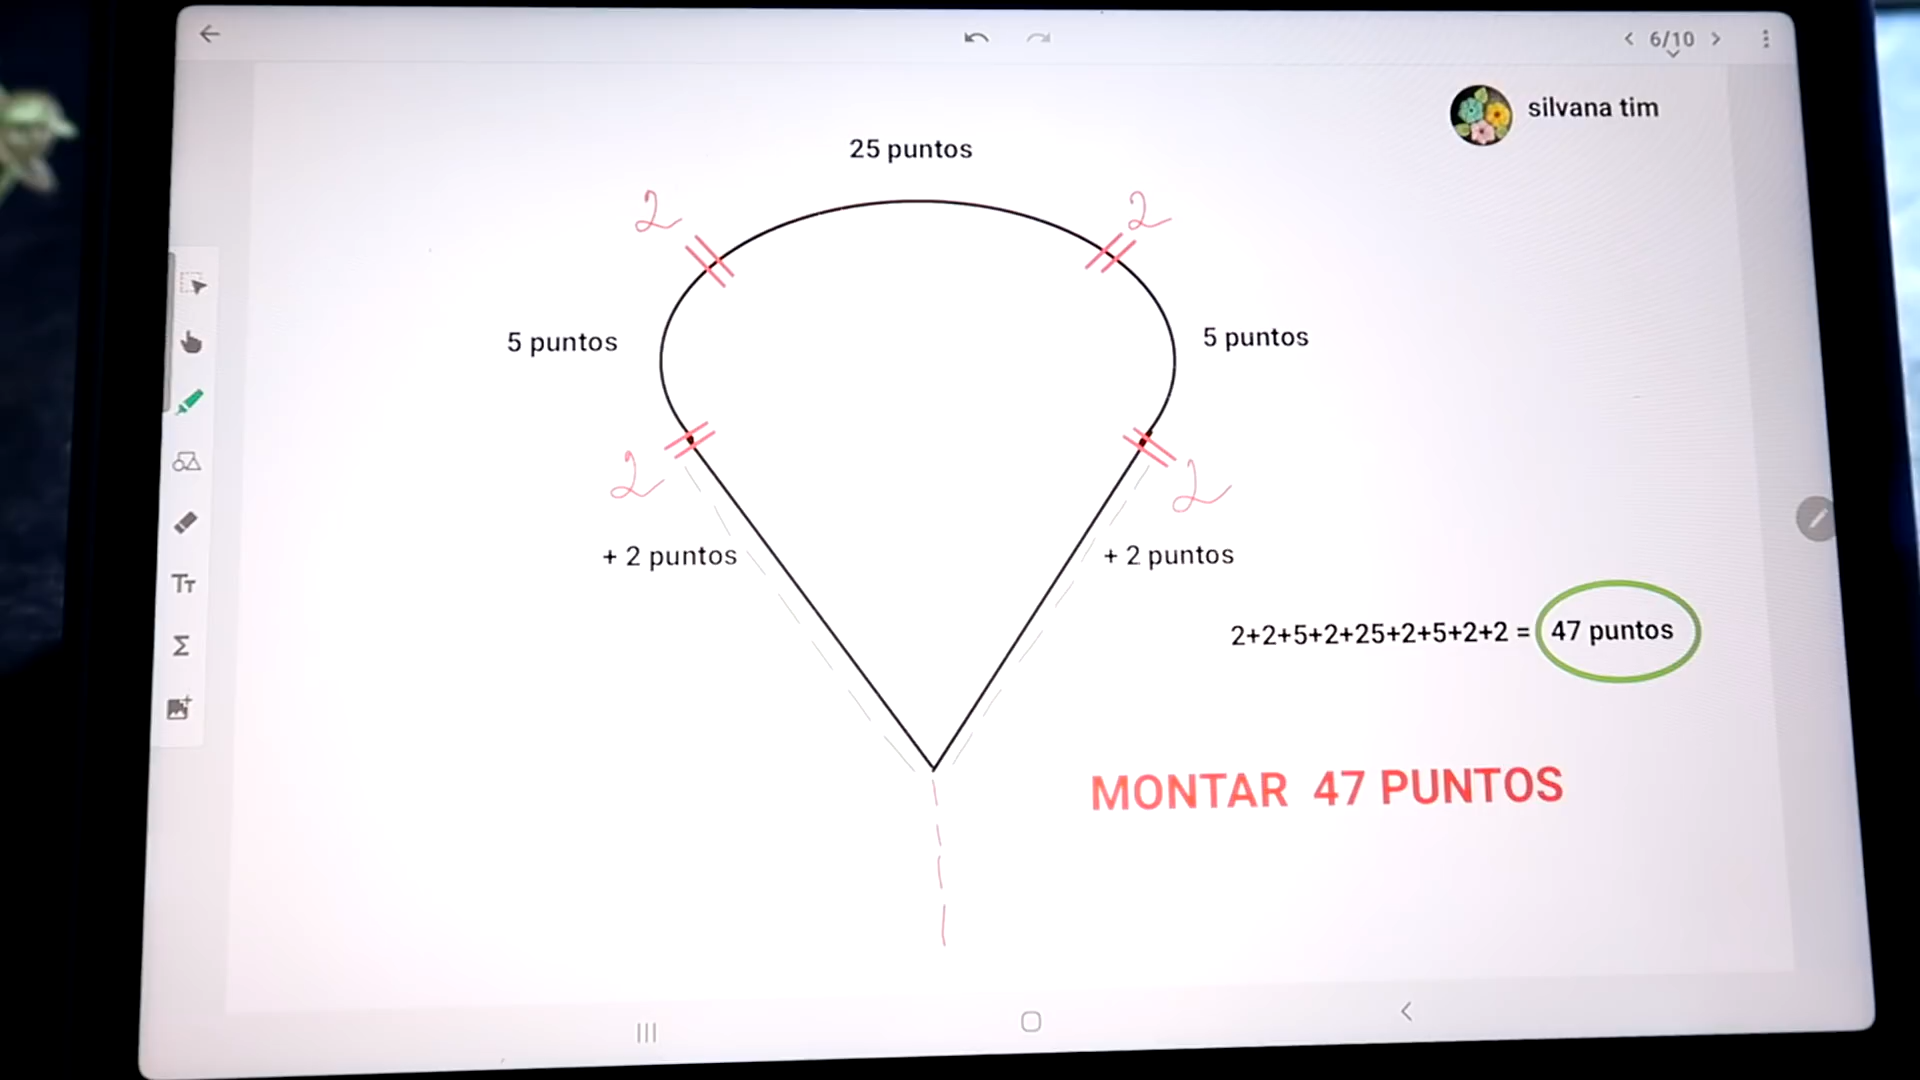 6/10
silvana tim
25 puntos
2
2
5 puntos
5 puntos
2
2
+ 2 puntos
+ 2 puntos
2+2+5+2+25+2+5+2+2 = 47 puntos
MONTAR 47 PUNTOS